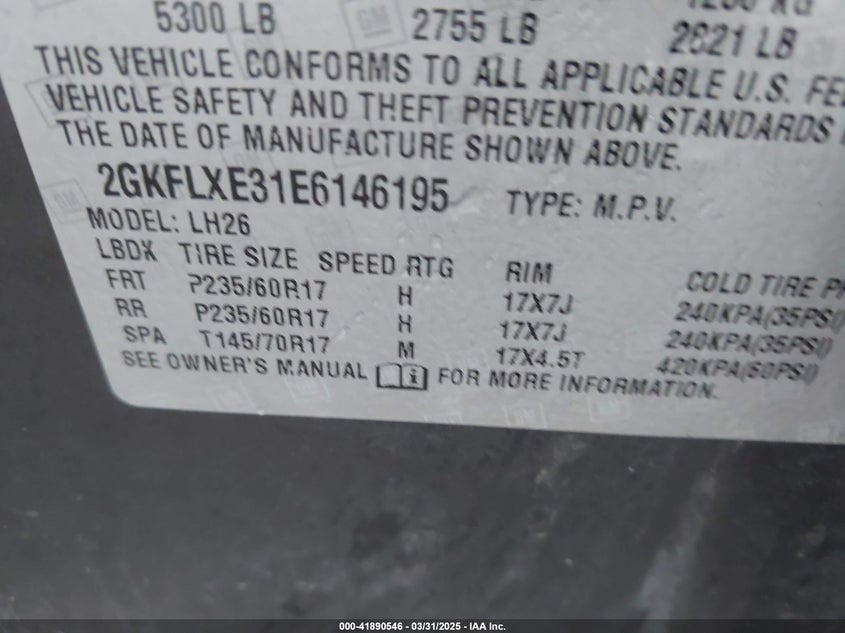 5300 LB 2755 LB 2821 LB
THIS VEHICLE CONFORMS TO ALL APPLICABLE U.S.
VEHICLE SAFETY AND THEFT PREVENTION STANDARDS
THE DATE OF MANUFACTURE SHOWN ABOVE.
2GKFLXE31E6146195 TYPE: M.P.V.
MODEL: LH26
LBDX TIRE SIZE SPEED RTG RIM COLD TIRE
FRT P235/60R17 H 17X7J 240KPA(35PSI)
RR P235/60R17 H 17X7J 240KPA(35PSI)
SPA T145/70R17 M 17X4.5T 420KPA(60PSI)
SEE OWNER'S MANUAL FOR MORE INFORMATION.
000-41890546 - 03/31/2025 - IAA Inc.